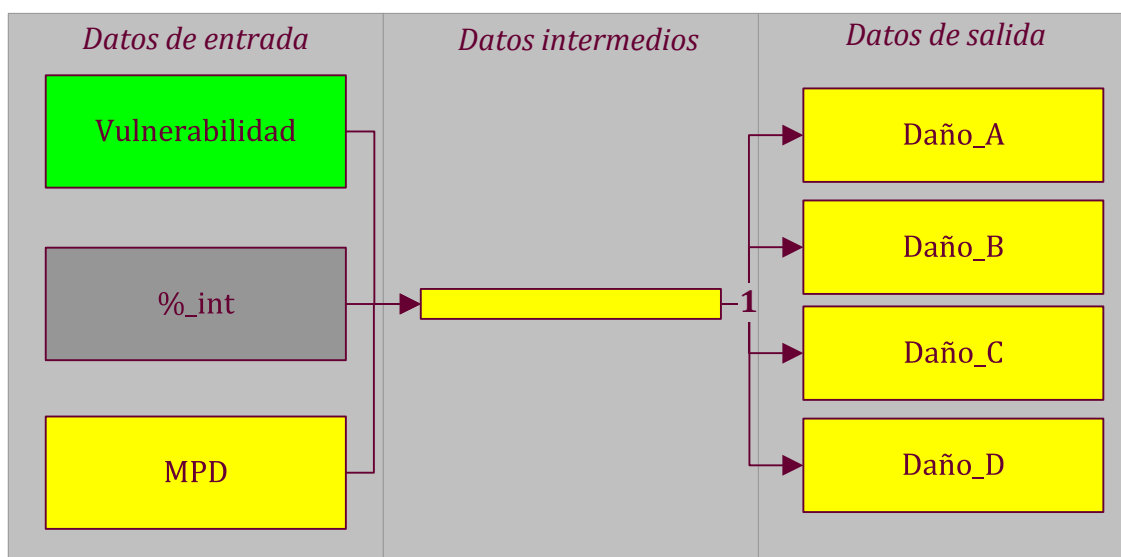 Datos de entrada
Datos intermedios
Datos de salida
Vulnerabilidad
%_int
MPD
1
Daño_A
Daño_B
Daño_C
Daño_D